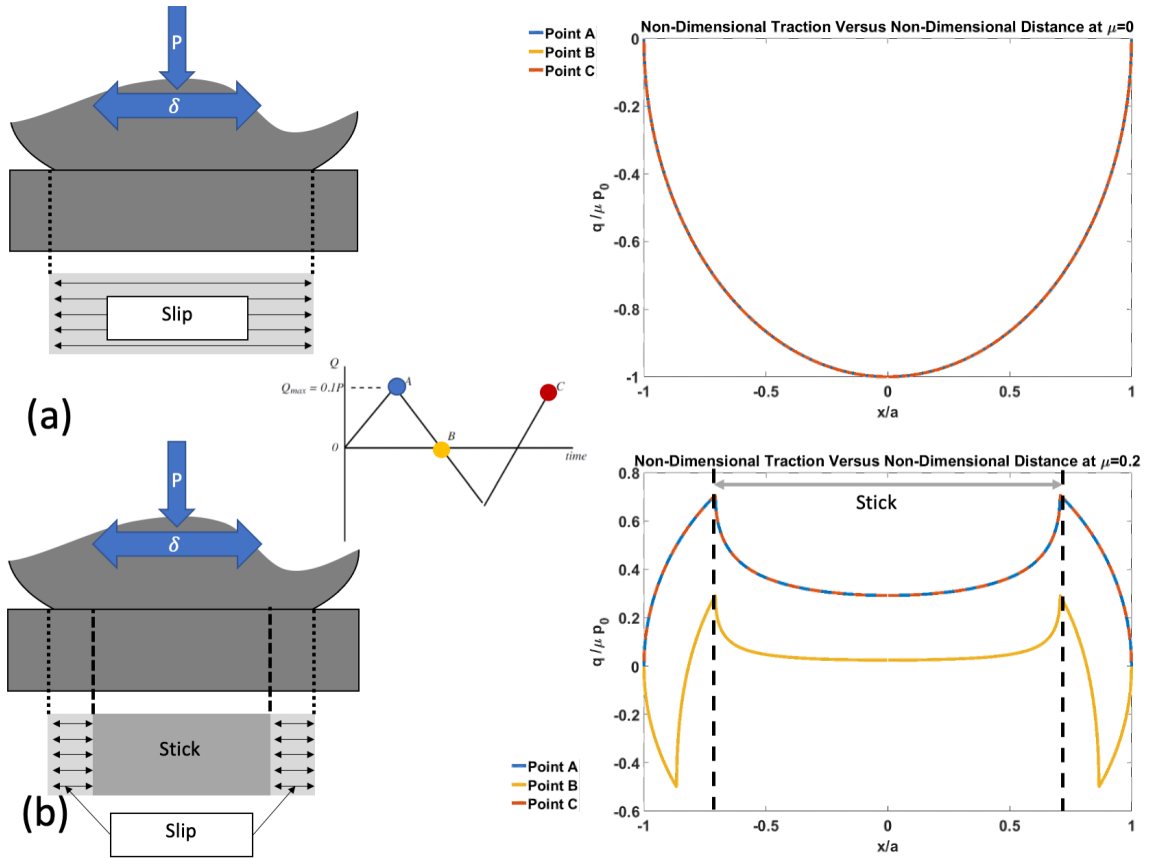 P
δ
Slip
(a)
Non-Dimensional Traction Versus Non-Dimensional Distance at μ=0
Point A
Point B
Point C
0
-0.2
-0.4
-0.6
-0.8
-1
q /μ p₀
-1
-0.5
0
0.5
1
x/a
Q
Qmax = 0.1P
A
B
C
0
time
P
δ
Stick
Slip
(b)
Non-Dimensional Traction Versus Non-Dimensional Distance at μ=0.2
Stick
0.8
0.6
0.4
0.2
0
-0.2
-0.4
-0.6
q /μ p₀
Point A
Point B
Point C
-1
-0.5
0
0.5
1
x/a